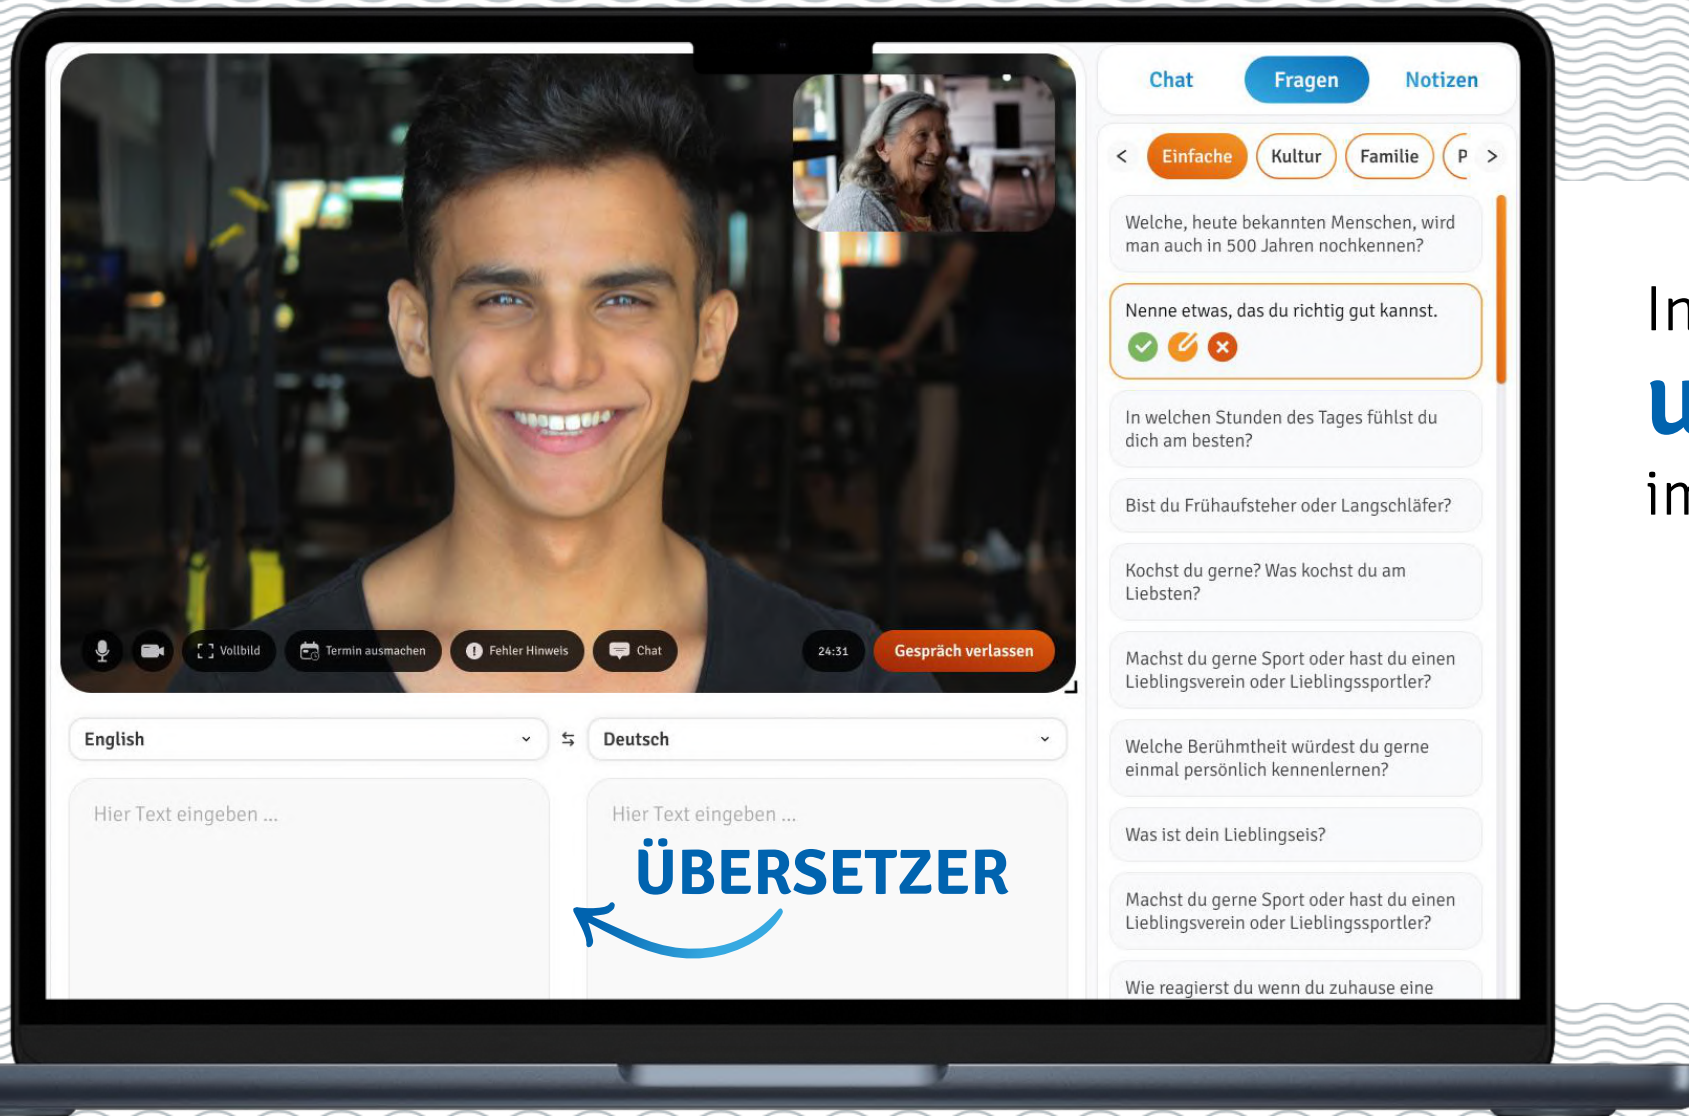 Chat
Fragen
Notizen
Einfache
Kultur
Familie
P
Welche, heute bekannten Menschen, wird
man auch in 500 Jahren nochkennen?
Nenne etwas, das du richtig gut kannst.
In welchen Stunden des Tages fühlst du
dich am besten?
Bist du Frühaufsteher oder Langschläfer?
Kochst du gerne? Was kochst du am
Liebsten?
Machst du gerne Sport oder hast du einen
Lieblingsverein oder Lieblingssportler?
Welche Berühmtheit würdest du gerne
einmal persönlich kennenlernen?
Was ist dein Lieblingseis?
Machst du gerne Sport oder hast du einen
Lieblingsverein oder Lieblingssportler?
Wie reagierst du wenn du zuhause eine
Vollbild
Termin ausmachen
Fehler Hinweis
Chat
24:31
Gespräch verlassen
English
Deutsch
Hier Text eingeben ...
Hier Text eingeben ...
ÜBERSETZER
In
u
im